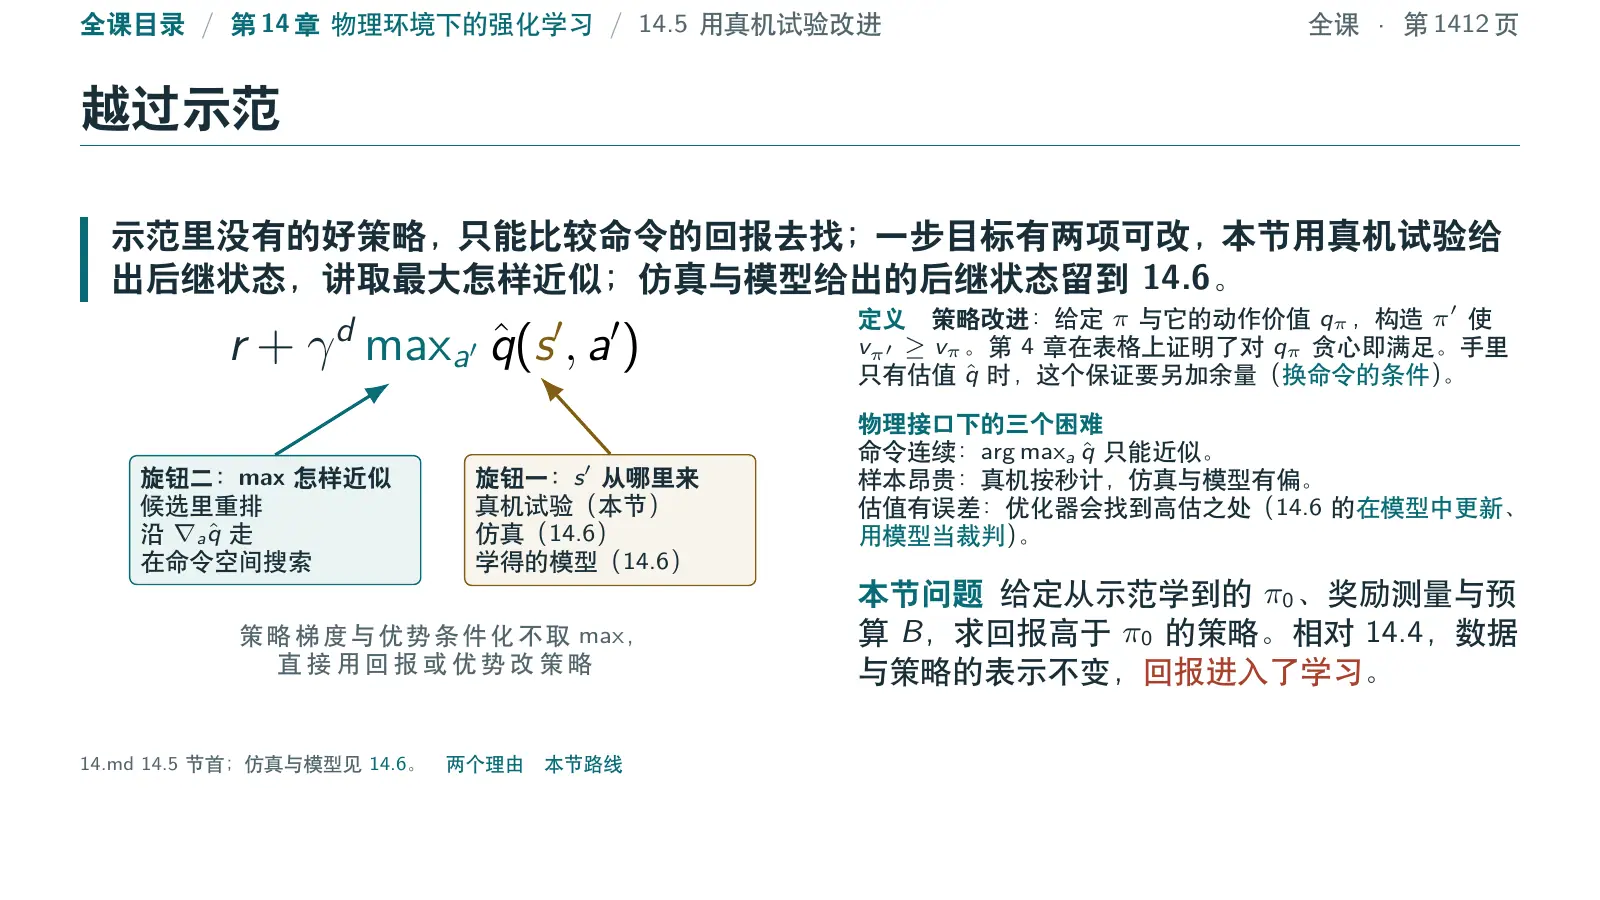 全课目录 / 第 14 章 物理环境下的强化学习 / 14.5 用真机试验改进
全课 · 第 1412 页
越过示范
示范里没有的好策略，只能比较命令的回报去找；一步目标有两项可改，本节用真机试验给
出后继状态，讲取最大怎样近似；仿真与模型给出的后继状态留到 14.6。
r + γ^d max_{a′} q̂(s′, a′)
旋钮二：max 怎样近似
候选里重排
沿 ∇_a q̂ 走
在命令空间搜索
旋钮一：s′ 从哪里来
真机试验（本节）
仿真（14.6）
学得的模型（14.6）
策略梯度与优势条件化不取 max，
直接用回报或优势改策略
定义 策略改进：给定 π 与它的动作价值 q_π，构造 π′ 使
v_{π′} ≥ v_π。第 4 章在表格上证明了对 q_π 贪心即满足。手里
只有估值 q̂ 时，这个保证要另加余量（换命令的条件）。
物理接口下的三个困难
命令连续：arg max_a q̂ 只能近似。
样本昂贵：真机按秒计，仿真与模型有偏。
估值有误差：优化器会找到高估之处（14.6 的在模型中更新、
用模型当裁判）。
本节问题 给定从示范学到的 π₀、奖励测量与预
算 B，求回报高于 π₀ 的策略。相对 14.4，数据
与策略的表示不变，回报进入了学习。
14.md 14.5 节首；仿真与模型见 14.6。 两个理由 本节路线